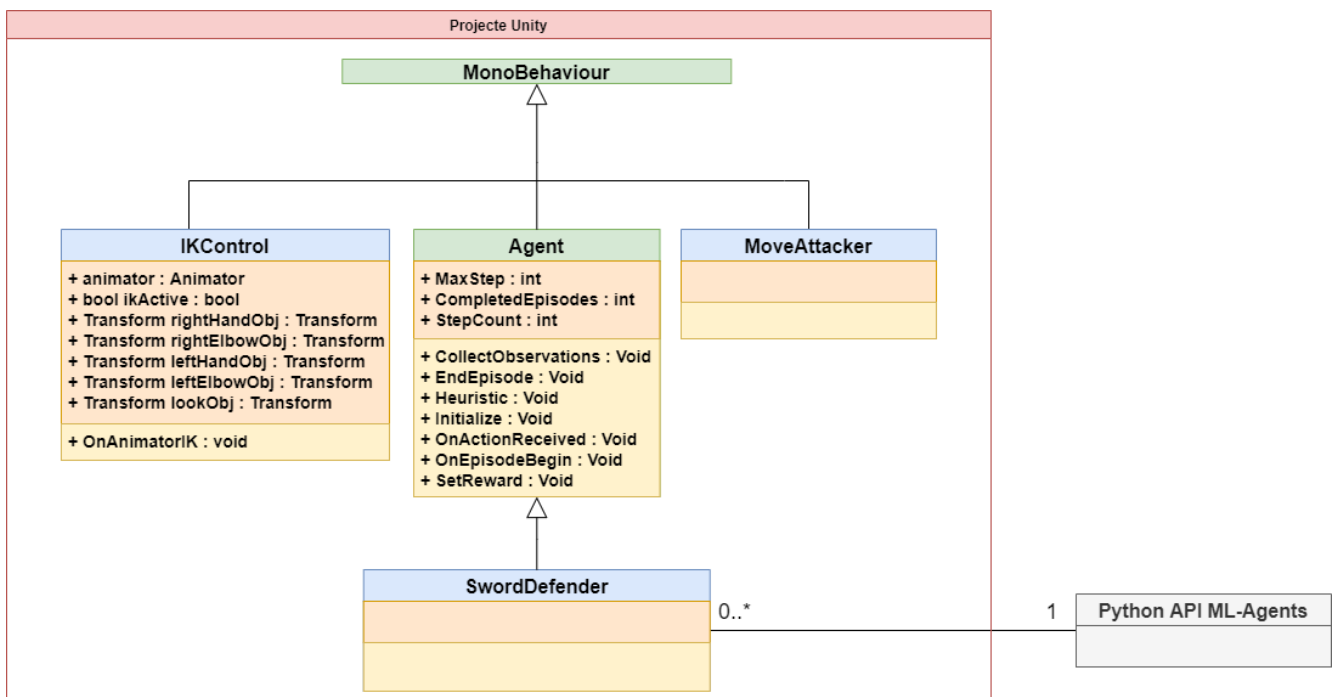 Projecte Unity
MonoBehaviour
IKControl
+ animator : Animator
+ bool ikActive : bool
+ Transform rightHandObj : Transform
+ Transform rightElbowObj : Transform
+ Transform leftHandObj : Transform
+ Transform leftElbowObj : Transform
+ Transform lookObj : Transform
+ OnAnimatorIK : void
Agent
+ MaxStep : int
+ CompletedEpisodes : int
+ StepCount : int
+ CollectObservations : Void
+ EndEpisode : Void
+ Heuristic : Void
+ Initialize : Void
+ OnActionReceived : Void
+ OnEpisodeBegin : Void
+ SetReward : Void
MoveAttacker
SwordDefender
0..*
1
Python API ML-Agents